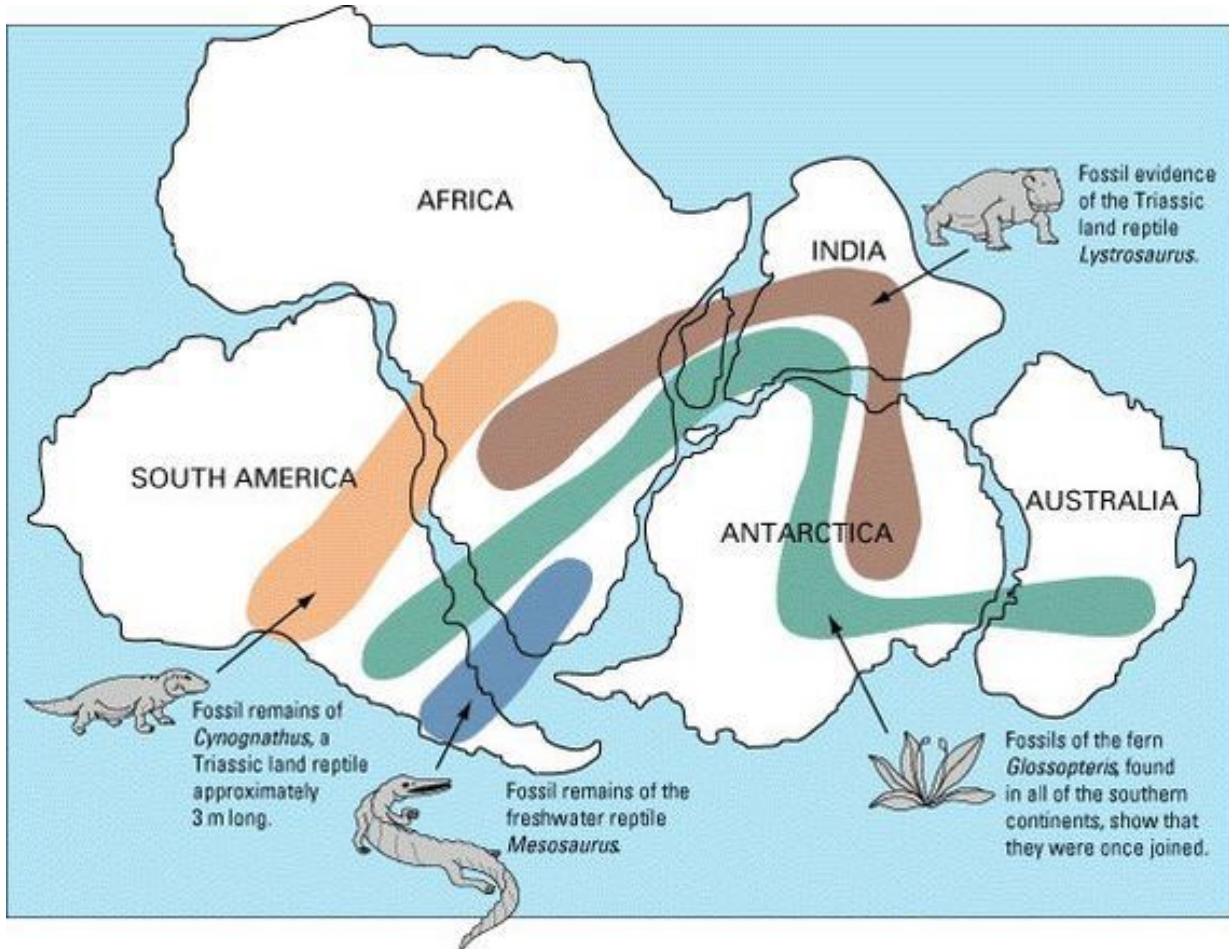 AFRICA
INDIA
Fossil evidence
of the Triassic
land reptile
Lystrosaurus.
SOUTH AMERICA
ANTARCTICA
AUSTRALIA
Fossil remains of
Cynognathus, a
Triassic land reptile
approximately
3 m long.
Fossil remains of the
freshwater reptile
Mesosaurus.
Fossils of the fern
Glossopteris, found
in all of the southern
continents, show that
they were once joined.